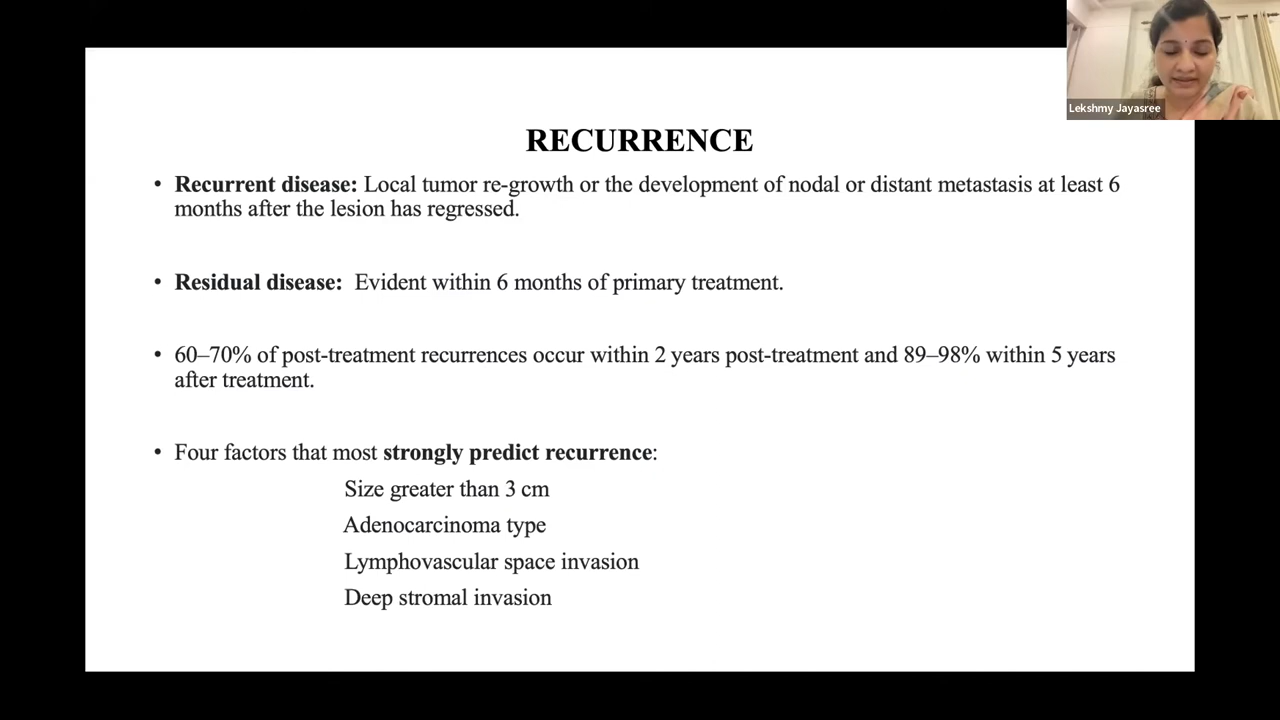 Lekshmy Jayasree
RECURRENCE
• Recurrent disease: Local tumor re-growth or the development of nodal or distant metastasis at least 6
months after the lesion has regressed.
• Residual disease: Evident within 6 months of primary treatment.
• 60–70% of post-treatment recurrences occur within 2 years post-treatment and 89–98% within 5 years
after treatment.
• Four factors that most strongly predict recurrence:
Size greater than 3 cm
Adenocarcinoma type
Lymphovascular space invasion
Deep stromal invasion